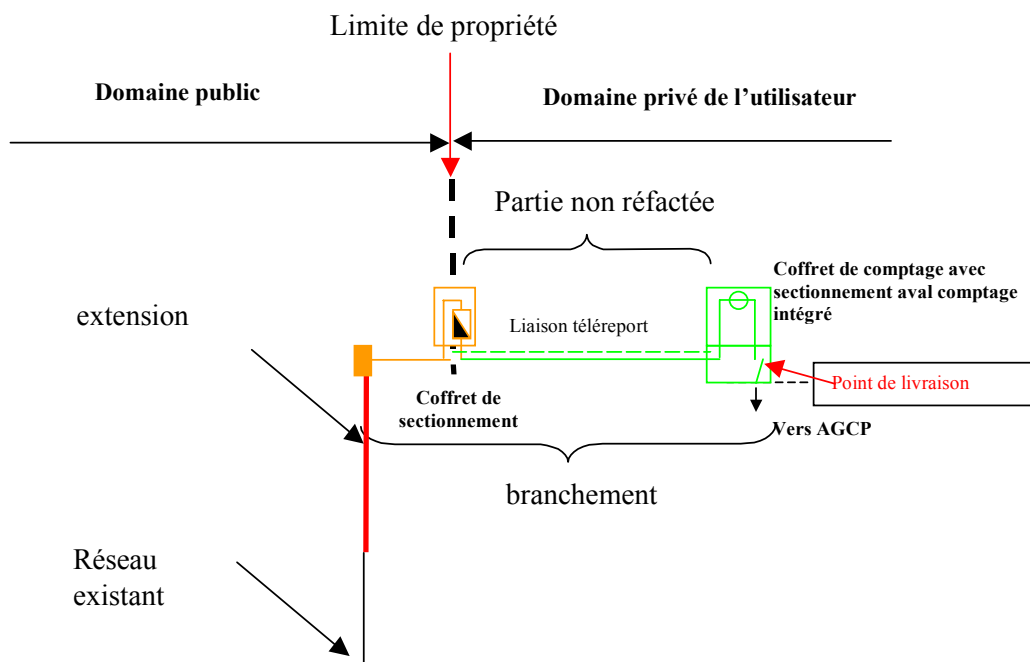 Limite de propriété
Domaine public
Domaine privé de l’utilisateur
Partie non réfactée
Coffret de comptage avec
sectionnement aval comptage
intégré
extension
Liaison téléreport
Point de livraison
Coffret de
sectionnement
Vers AGCP
branchement
Réseau
existant